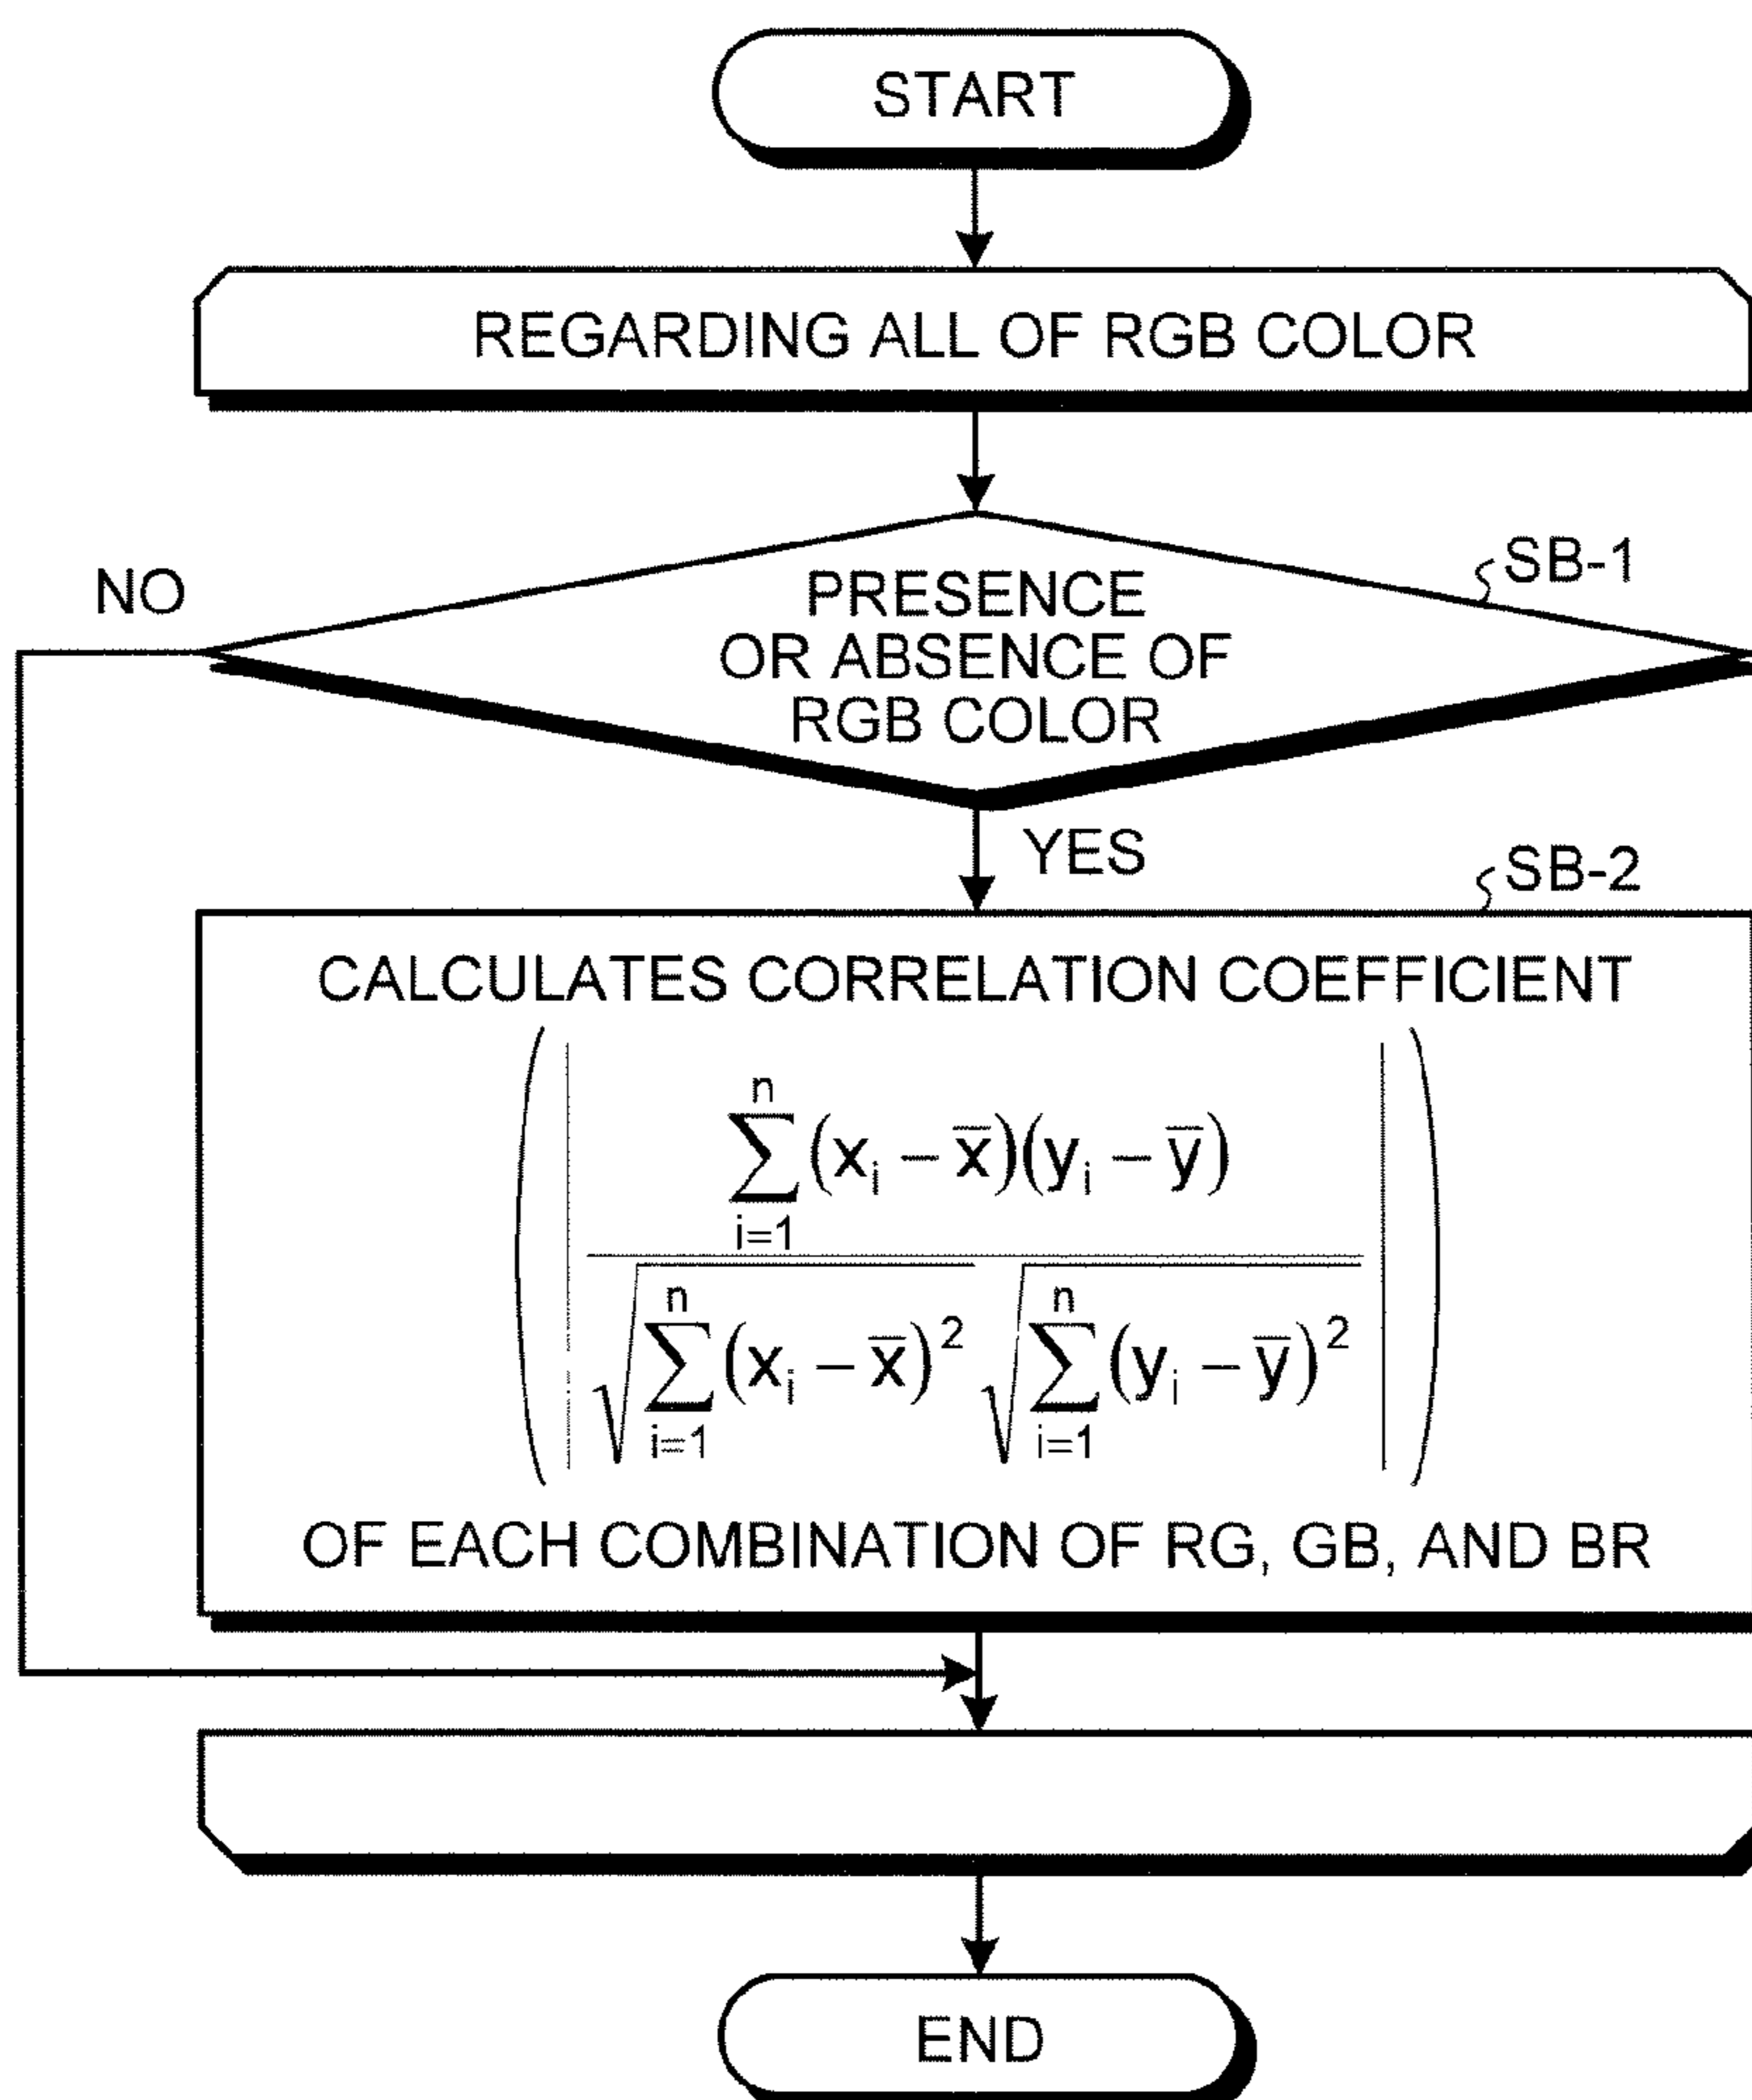 START
REGARDING ALL OF RGB COLOR
NO
SB-1
PRESENCE
OR ABSENCE OF
RGB COLOR
YES
SB-2
CALCULATES CORRELATION COEFFICIENT
n
∑(xᵢ − x̅)(yᵢ − y̅)
i=1
n n
√∑(xᵢ − x̅)² √∑(yᵢ − y̅)²
i=1 i=1
OF EACH COMBINATION OF RG, GB, AND BR
END